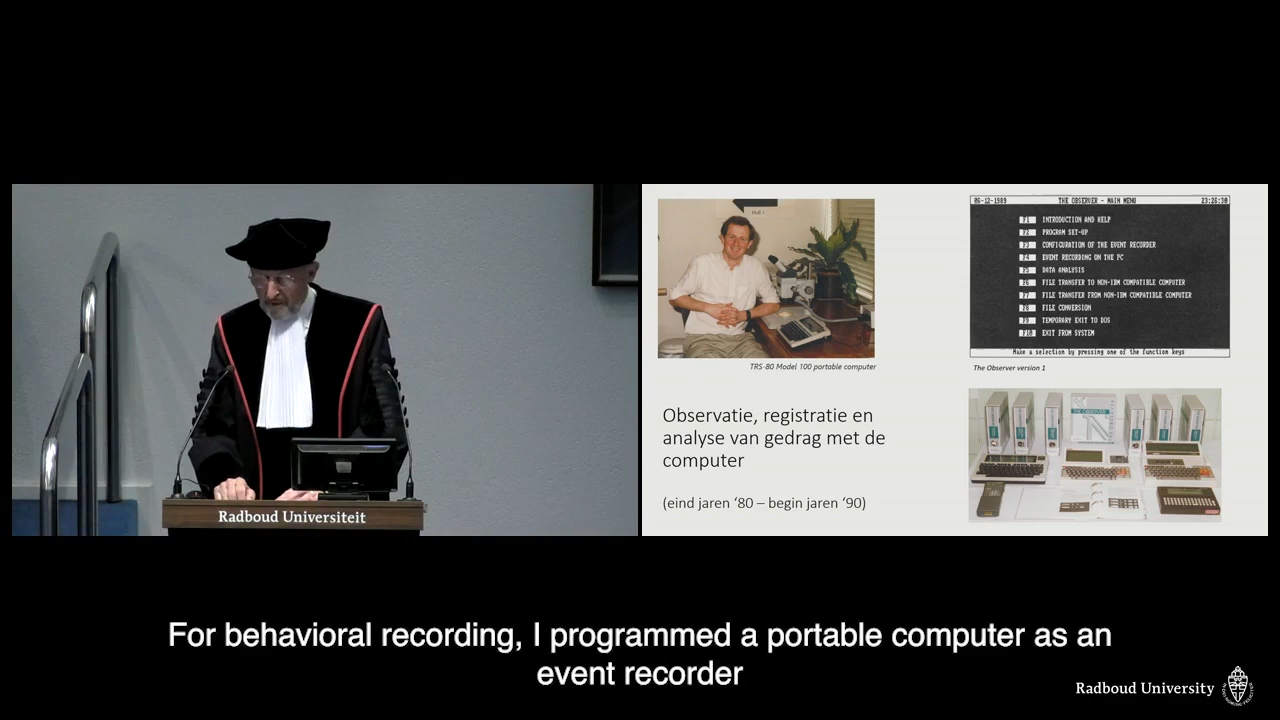 Radboud Universiteit
TRS-80 Model 100 portable computer
Observatie, registratie en
analyse van gedrag met de
computer
(eind jaren ‘80 – begin jaren ‘90)
06-12-1989 THE OBSERVER - MAIN MENU 23:26:30
F1 INTRODUCTION AND HELP
F2 PROGRAM SET-UP
F3 CONFIGURATION OF THE EVENT RECORDER
F4 EVENT RECORDING ON THE PC
F5 DATA ANALYSIS
F6 FILE TRANSFER TO NON-IBM COMPATIBLE COMPUTER
F7 FILE TRANSFER FROM NON-IBM COMPATIBLE COMPUTER
F8 FILE CONVERSION
F9 TEMPORARY EXIT TO DOS
F10 EXIT FROM SYSTEM
Make a selection by pressing one of the function keys
The Observer version 1
THE OBSERVER
For behavioral recording, I programmed a portable computer as an
event recorder
Radboud University